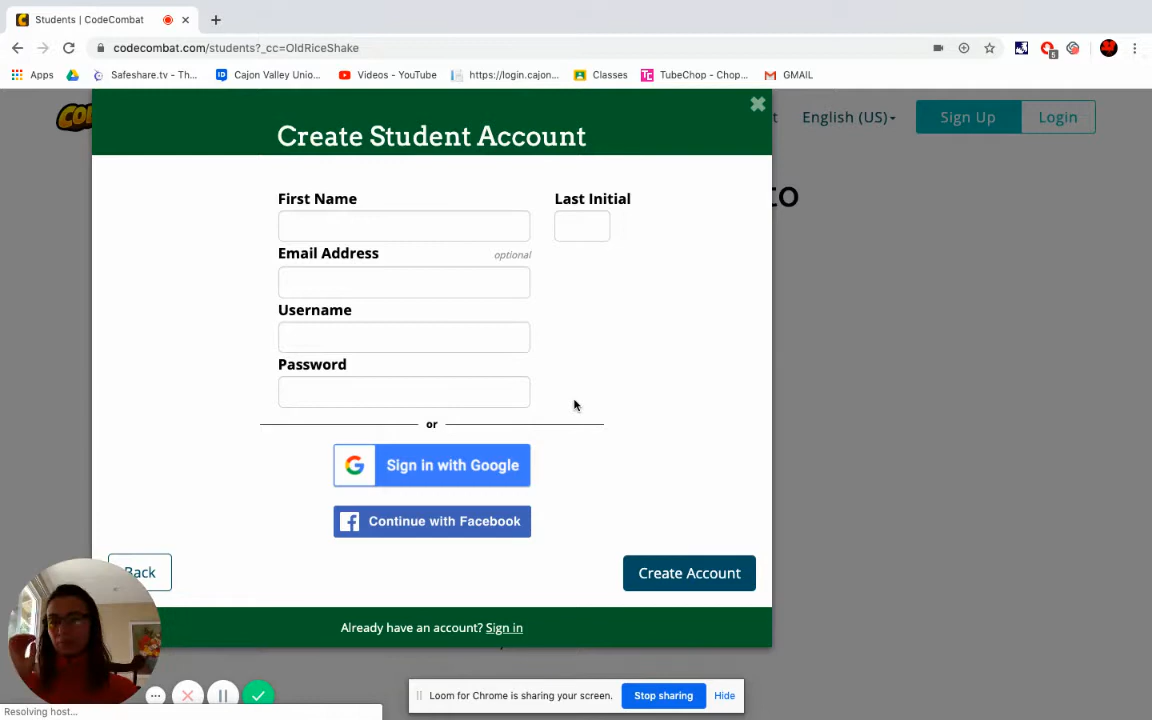 Students | CodeCombat
codecombat.com/students?_cc=OldRiceShake
Apps Safeshare.tv - Th... Cajon Valley Unio... Videos - YouTube https://login.cajon... Classes TubeChop - Chop... GMAIL
English (US) Sign Up Login
Create Student Account
to
First Name Last Initial
Email Address optional
Username
Password
or
Sign in with Google
Continue with Facebook
Back Create Account
Already have an account? Sign in
Loom for Chrome is sharing your screen. Stop sharing Hide
Resolving host...